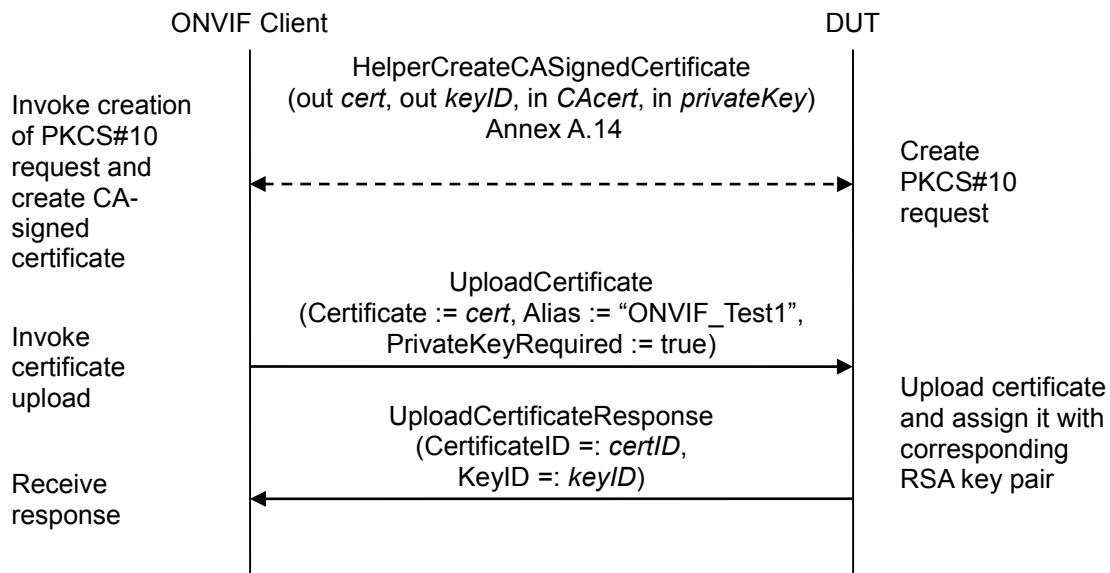 ONVIF Client
DUT
HelperCreateCASignedCertificate
(out cert, out keyID, in CAcert, in privateKey)
Annex A.14
Invoke creation
of PKCS#10
request and
create CA-
signed
certificate
Create
PKCS#10
request
UploadCertificate
(Certificate := cert, Alias := “ONVIF_Test1”,
PrivateKeyRequired := true)
Invoke
certificate
upload
UploadCertificateResponse
(CertificateID =: certID,
KeyID =: keyID)
Upload certificate
and assign it with
corresponding
RSA key pair
Receive
response